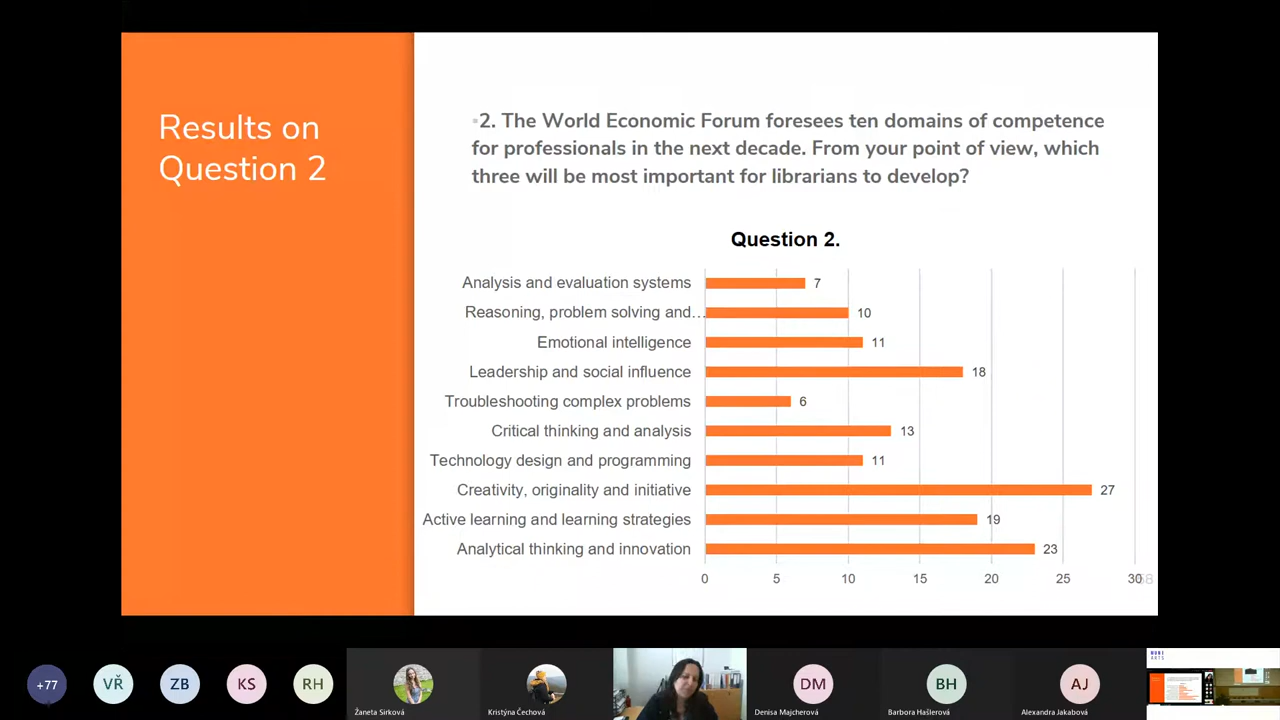 Results on
Question 2
2. The World Economic Forum foresees ten domains of competence
for professionals in the next decade. From your point of view, which
three will be most important for librarians to develop?
Question 2.
Analysis and evaluation systems 7
Reasoning, problem solving and... 10
Emotional intelligence 11
Leadership and social influence 18
Troubleshooting complex problems 6
Critical thinking and analysis 13
Technology design and programming 11
Creativity, originality and initiative 27
Active learning and learning strategies 19
Analytical thinking and innovation 23
0 5 10 15 20 25 30
58
+77 VŘ ZB KS RH DM BH AJ
Žaneta Sirková Kristýna Čechová Denisa Majcherová Barbora Hašlerová Alexandra Jakabová
MUNI
ARTS